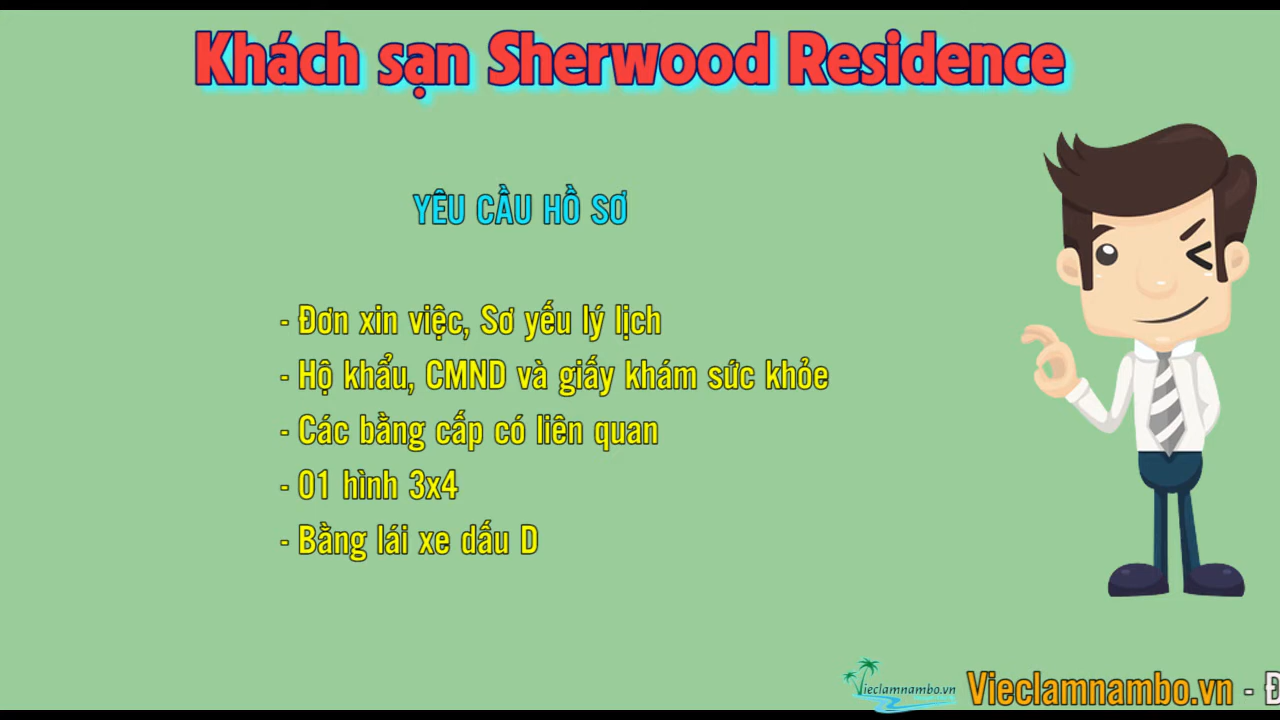 Khách sạn Sherwood Residence
YÊU CẦU HỒ SƠ
- Đơn xin việc, Sơ yếu lý lịch
- Hộ khẩu, CMND và giấy khám sức khỏe
- Các bằng cấp có liên quan
- 01 hình 3x4
- Bằng lái xe dấu D
Vieclamnambo.vn
Vieclamnambo.vn - Đ